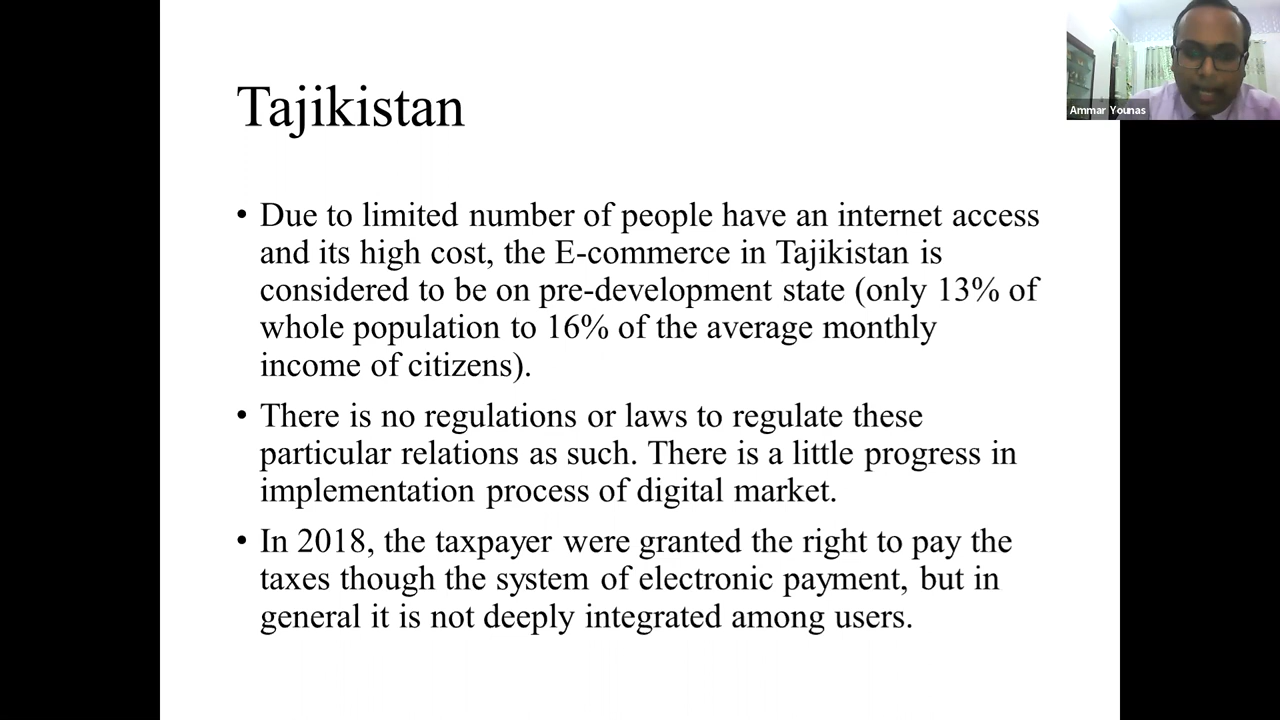 Tajikistan
Ammar Younas
• Due to limited number of people have an internet access
and its high cost, the E-commerce in Tajikistan is
considered to be on pre-development state (only 13% of
whole population to 16% of the average monthly
income of citizens).
• There is no regulations or laws to regulate these
particular relations as such. There is a little progress in
implementation process of digital market.
• In 2018, the taxpayer were granted the right to pay the
taxes though the system of electronic payment, but in
general it is not deeply integrated among users.